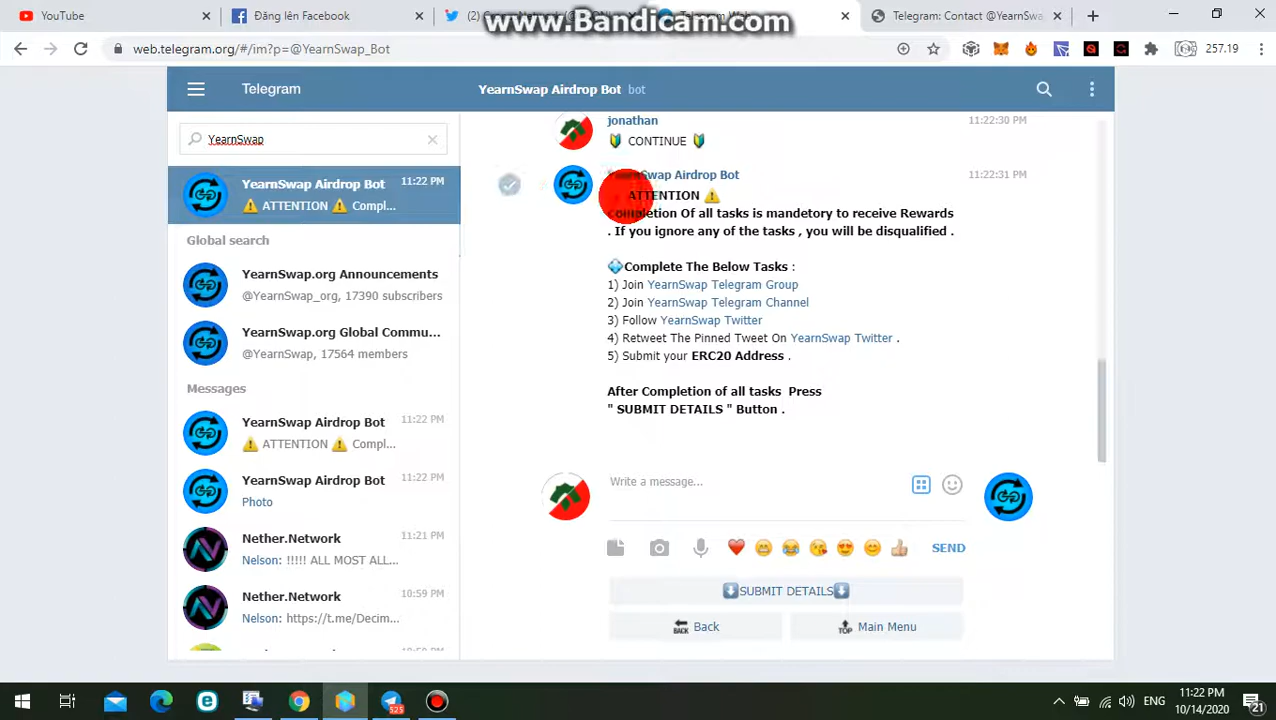 YouTube
Đăng lên Facebook
Telegram: Contact @YearnSwa
www.Bandicam.com
web.telegram.org/#/im?p=@YearnSwap_Bot
257.19
Telegram
YearnSwap Airdrop Bot bot
YearnSwap
YearnSwap Airdrop Bot 11:22 PM
⚠️ ATTENTION ⚠️ Compl...
Global search
YearnSwap.org Announcements
@YearnSwap_org, 17390 subscribers
YearnSwap.org Global Commu...
@YearnSwap, 17564 members
Messages
YearnSwap Airdrop Bot 11:22 PM
⚠️ ATTENTION ⚠️ Compl...
YearnSwap Airdrop Bot 11:22 PM
Photo
Nether.Network 11:21 PM
Nelson: !!!!! ALL MOST ALL...
Nether.Network 10:59 PM
Nelson: https://t.me/Decim...
jonathan 11:22:30 PM
🔰 CONTINUE 🔰
YearnSwap Airdrop Bot 11:22:31 PM
ATTENTION ⚠️
Completion Of all tasks is mandetory to receive Rewards
. If you ignore any of the tasks , you will be disqualified .
💠Complete The Below Tasks :
1) Join YearnSwap Telegram Group
2) Join YearnSwap Telegram Channel
3) Follow YearnSwap Twitter
4) Retweet The Pinned Tweet On YearnSwap Twitter .
5) Submit your ERC20 Address .
After Completion of all tasks Press
" SUBMIT DETAILS " Button .
Write a message...
SEND
⬇️SUBMIT DETAILS⬇️
🔙 Back
🔝 Main Menu
525
ENG
11:22 PM
10/14/2020
21